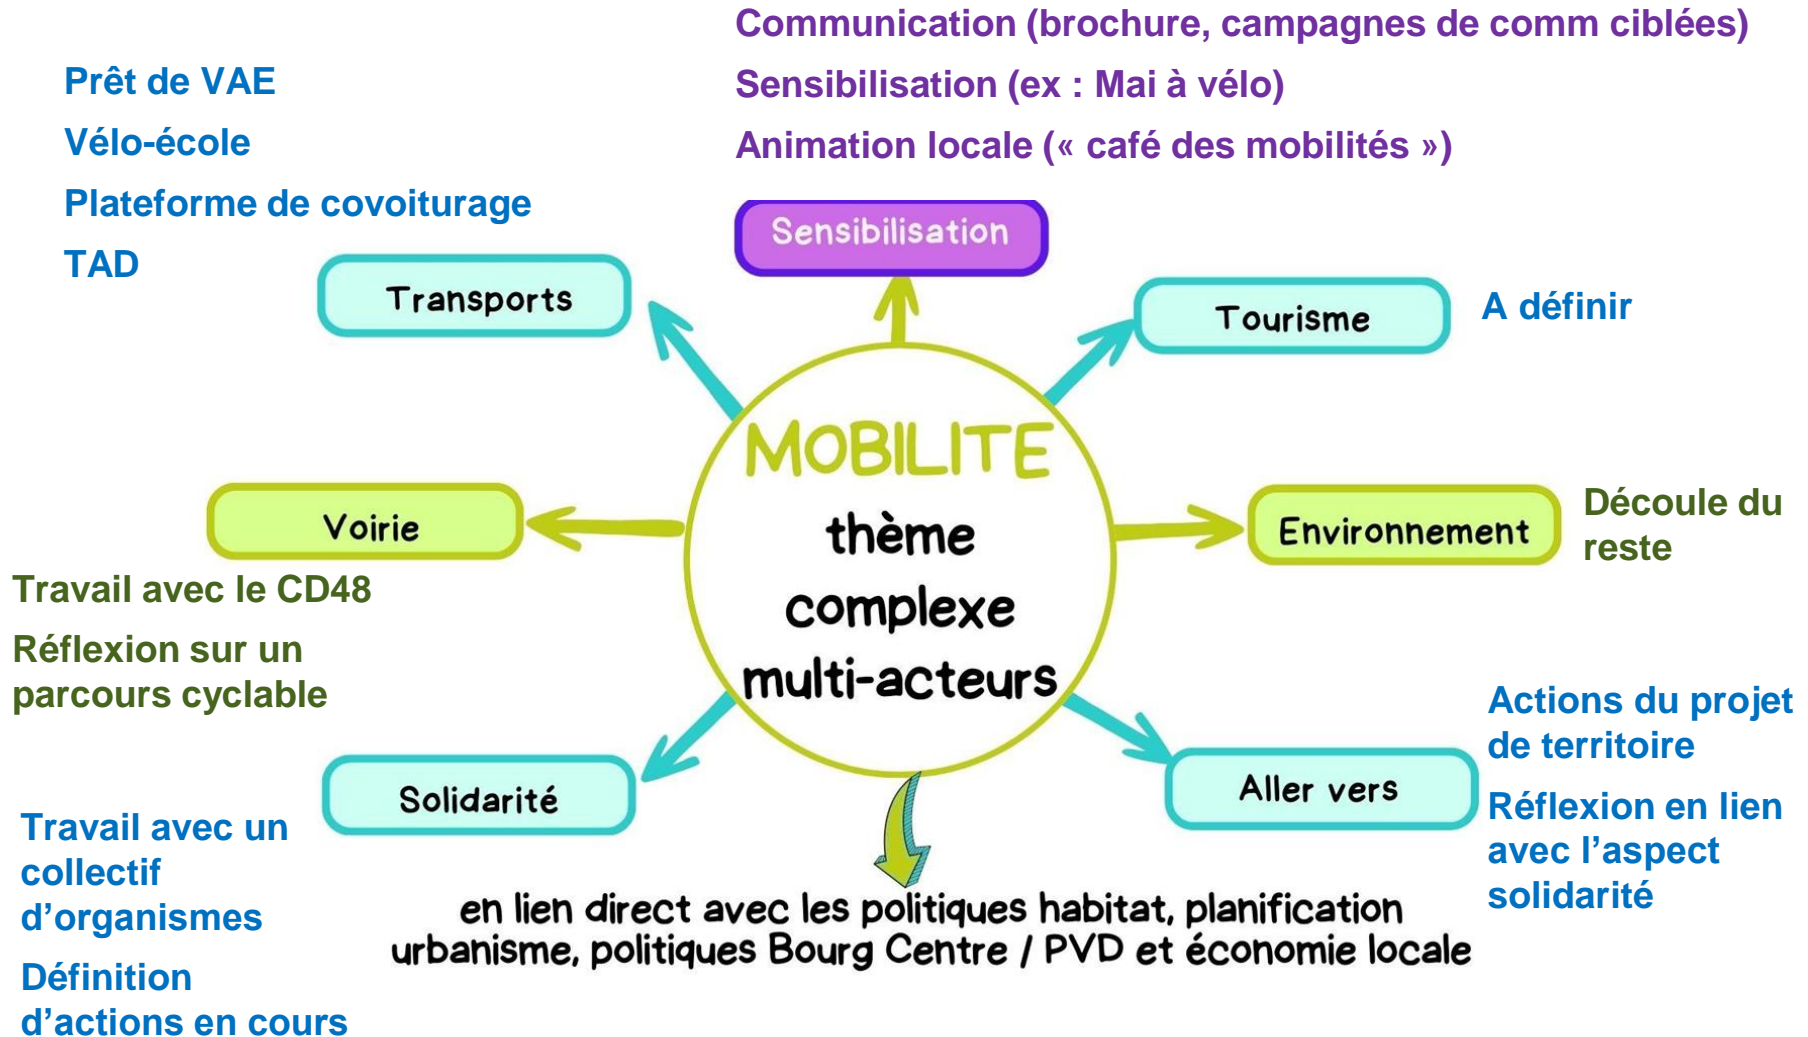 Communication (brochure, campagnes de comm ciblées)
Sensibilisation (ex : Mai à vélo)
Animation locale (« café des mobilités »)
Prêt de VAE
Vélo-école
Plateforme de covoiturage
TAD
Sensibilisation
Transports
Tourisme
A définir
MOBILITE
thème
complexe
multi-acteurs
Voirie
Travail avec le CD48
Réflexion sur un
parcours cyclable
Environnement
Découle du
reste
Solidarité
Travail avec un
collectif
d’organismes
Définition
d’actions en cours
Aller vers
Actions du projet
de territoire
Réflexion en lien
avec l’aspect
solidarité
en lien direct avec les politiques habitat, planification
urbanisme, politiques Bourg Centre / PVD et économie locale